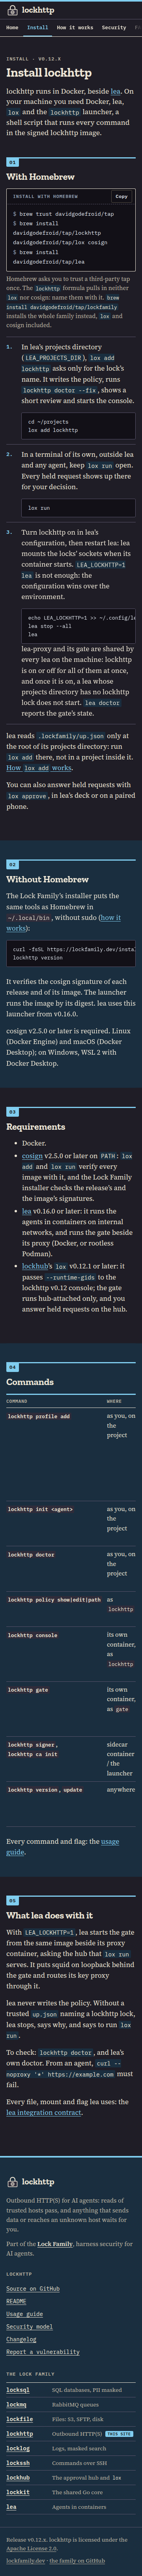 lockhttp
Home Install How it works Security
INSTALL · V0.12.X
Install lockhttp
lockhttp runs in Docker, beside lea. On
your machine you need Docker, lea,
lox and the lockhttp launcher, a
shell script that runs every command
in the signed lockhttp image.
01
With Homebrew
INSTALL WITH HOMEBREW Copy
$ brew trust davidgodefroid/tap
$ brew install
davidgodefroid/tap/lockhttp
davidgodefroid/tap/lox cosign
$ brew install
davidgodefroid/tap/lea
Homebrew asks you to trust a third-party tap
once. The lockhttp formula pulls in neither
lox nor cosign: name them with it. brew
install davidgodefroid/tap/lockfamily
installs the whole family instead, lox and
cosign included.
1. In lea's projects directory
(LEA_PROJECTS_DIR), lox add
lockhttp asks only for the lock's
name. It writes the policy, runs
lockhttp doctor --fix, shows a
short review and starts the console.
cd ~/projects
lox add lockhttp
2. In a terminal of its own, outside lea
and any agent, keep lox run open.
Every held request shows up there
for your decision.
lox run
3. Turn lockhttp on in lea's
configuration, then restart lea: lea
mounts the locks' sockets when its
container starts. LEA_LOCKHTTP=1
lea is not enough: the
configuration wins over the
environment.
echo LEA_LOCKHTTP=1 >> ~/.config/le
lea stop --all
lea
lea-proxy and its gate are shared by
every lea on the machine: lockhttp
is on or off for all of them at once,
and once it is on, a lea whose
projects directory has no lockhttp
lock does not start. lea doctor
reports the gate's state.
lea reads .lockfamily/up.json only at
the root of its projects directory: run
lox add there, not in a project inside it.
How lox add works.
You can also answer held requests with
lox approve, in lea's deck or on a paired
phone.
02
Without Homebrew
The Lock Family's installer puts the
same tools as Homebrew in
~/.local/bin, without sudo (how it
works):
curl -fsSL https://lockfamily.dev/insta
lockhttp version
It verifies the cosign signature of each
release and of its image. The launcher
runs the image by digest. lea uses this
launcher from v0.16.0.
cosign v2.5.0 or later is required. Linux
(Docker Engine) and macOS (Docker
Desktop); on Windows, WSL 2 with
Docker Desktop.
03
Requirements
Docker.
cosign v2.5.0 or later on PATH: lox
add and lox run verify every
image with it, and the Lock Family
installer checks the release's and
the image's signatures.
lea v0.16.0 or later: it runs the
agents in containers on internal
networks, and runs the gate beside
its proxy (Docker, or rootless
Podman).
lockhub's lox v0.12.1 or later: it
passes --runtime-gids to the
lockhttp v0.12 console; the gate
runs hub-attached only, and you
answer held requests on the hub.
04
Commands
COMMAND WHERE
lockhttp profile add as you, on
the
project
lockhttp init <agent> as you, on
the
project
lockhttp doctor as you, on
the
project
lockhttp policy show|edit|path as
lockhttp
lockhttp console its own
container,
as
lockhttp
lockhttp gate its own
container,
as gate
lockhttp signer, sidecar
lockhttp ca init container
/ the
launcher
lockhttp version, update anywhere
Every command and flag: the usage
guide.
05
What lea does with it
With LEA_LOCKHTTP=1, lea starts the gate
from the same image beside its proxy
container, asking the hub that lox run
serves. It puts squid on loopback behind
the gate and routes its key proxy
through it.
lea never writes the policy. Without a
trusted up.json naming a lockhttp lock,
lea stops, says why, and says to run lox
run.
To check: lockhttp doctor, and lea's
own doctor. From an agent, curl --
noproxy '*' https://example.com must
fail.
Every file, mount and flag lea uses: the
lea integration contract.
lockhttp
Outbound HTTP(S) for AI agents: reads of
trusted hosts pass, and anything that sends
data or reaches an unknown host waits for
you.
Part of the Lock Family, harness security for
AI agents.
LOCKHTTP
Source on GitHub
README
Usage guide
Security model
Changelog
Report a vulnerability
THE LOCK FAMILY
locksql SQL databases, PII masked
lockmq RabbitMQ queues
lockfile Files: S3, SFTP, disk
lockhttp Outbound HTTP(S) THIS SITE
locklog Logs, masked search
lockssh Commands over SSH
lockhub The approval hub and lox
lockkit The shared Go core
lea Agents in containers
Release v0.12.x. lockhttp is licensed under the
Apache License 2.0.
lockfamily.dev · the family on GitHub